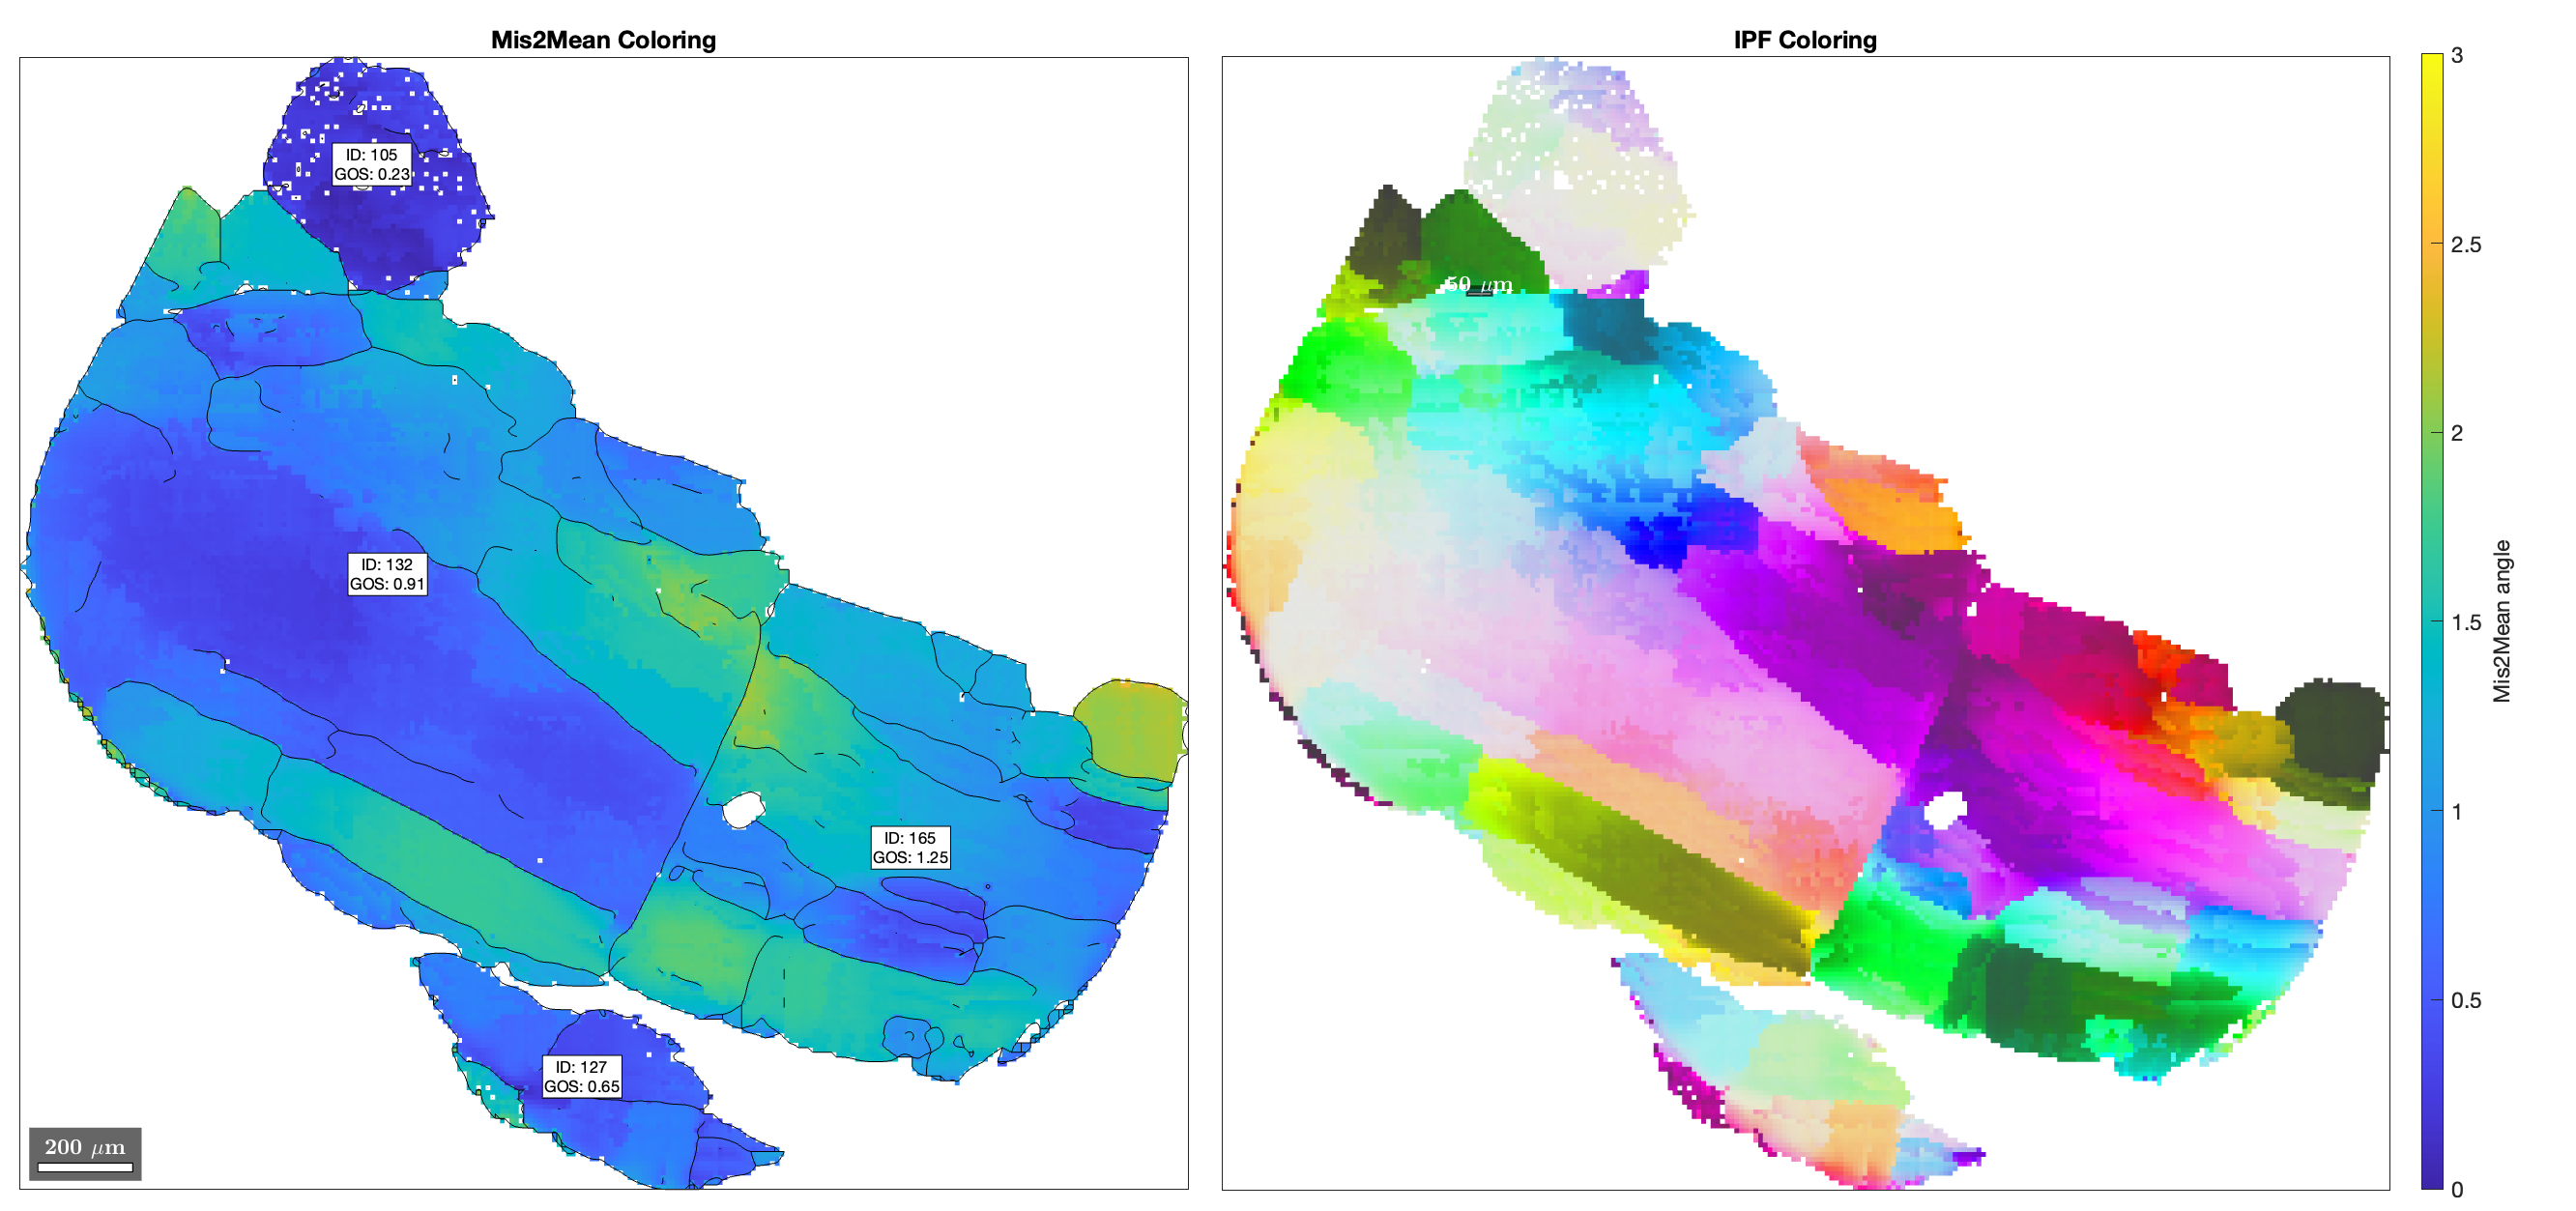 Mis2Mean Coloring
IPF Coloring
ID: 105
GOS: 0.23
ID: 132
GOS: 0.91
ID: 165
GOS: 1.25
ID: 127
GOS: 0.65
200 μm
50 μm
3
2.5
2
1.5
1
0.5
0
Mis2Mean angle